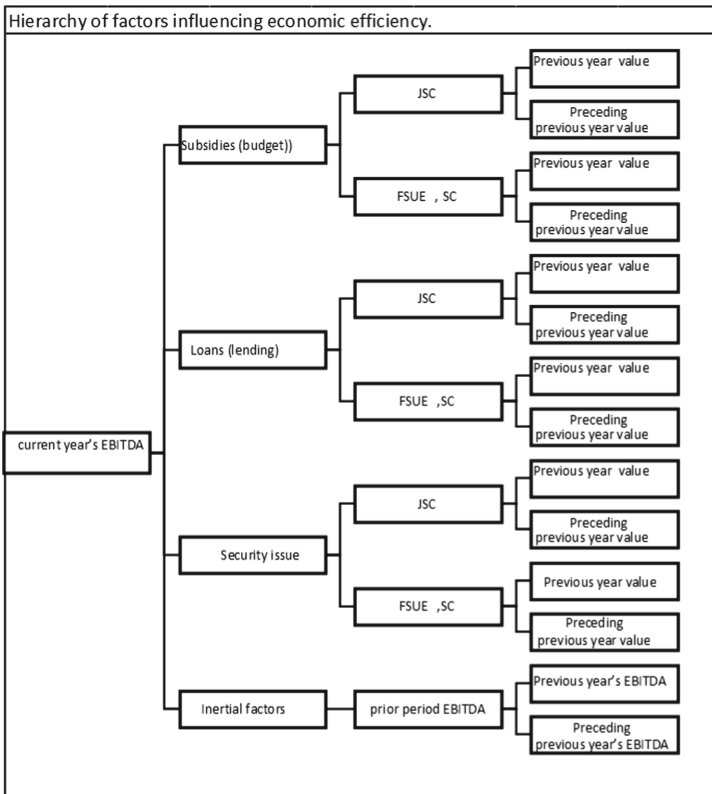 Hierarchy of factors influencing economic efficiency.
Previous year value
JSC
Preceding
previous year value
Subsidies (budget))
Previous year value
FSUE , SC
Preceding
previous year value
Previous year value
JSC
Preceding
previous year value
Loans (lending)
Previous year value
FSUE ,SC
Preceding
previous year value
current year's EBITDA
Previous year value
JSC
Preceding
previous year value
Security issue
Previous year value
FSUE ,SC
Preceding
previous year value
Previous year's EBITDA
Inertial factors
prior period EBITDA
Preceding
previous year's EBITDA